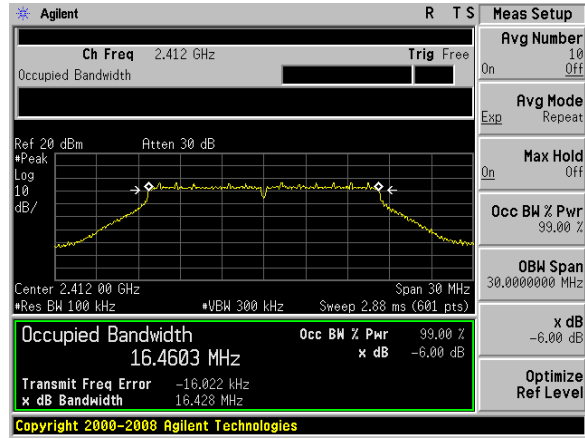 Agilent R T S Meas Setup
Ch Freq 2.412 GHz Trig Free
Occupied Bandwidth
Avg Number
10
On Off
Avg Mode
Exp Repeat
Max Hold
On Off
Occ BW % Pwr
99.00 %
OBW Span
30.0000000 MHz
x dB
-6.00 dB
Optimize
Ref Level
Ref 20 dBm Atten 30 dB
#Peak
Log
10
dB/
Center 2.412 00 GHz Span 30 MHz
#Res BW 100 kHz #VBW 300 kHz Sweep 2.88 ms (601 pts)
Occupied Bandwidth Occ BW % Pwr 99.00 %
16.4603 MHz x dB -6.00 dB
Transmit Freq Error -16.022 kHz
x dB Bandwidth 16.428 MHz
Copyright 2000-2008 Agilent Technologies